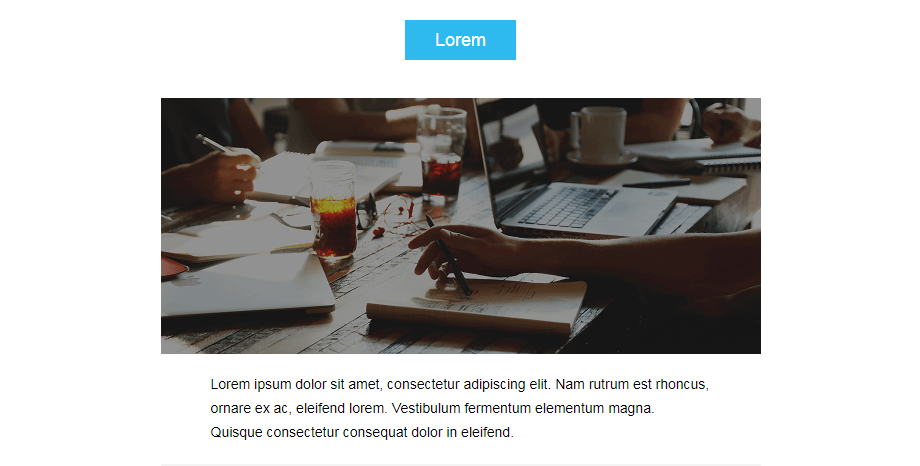 Lorem
Lorem ipsum dolor sit amet, consectetur adipiscing elit. Nam rutrum est rhoncus,
ornare ex ac, eleifend lorem. Vestibulum fermentum elementum magna.
Quisque consectetur consequat dolor in eleifend.